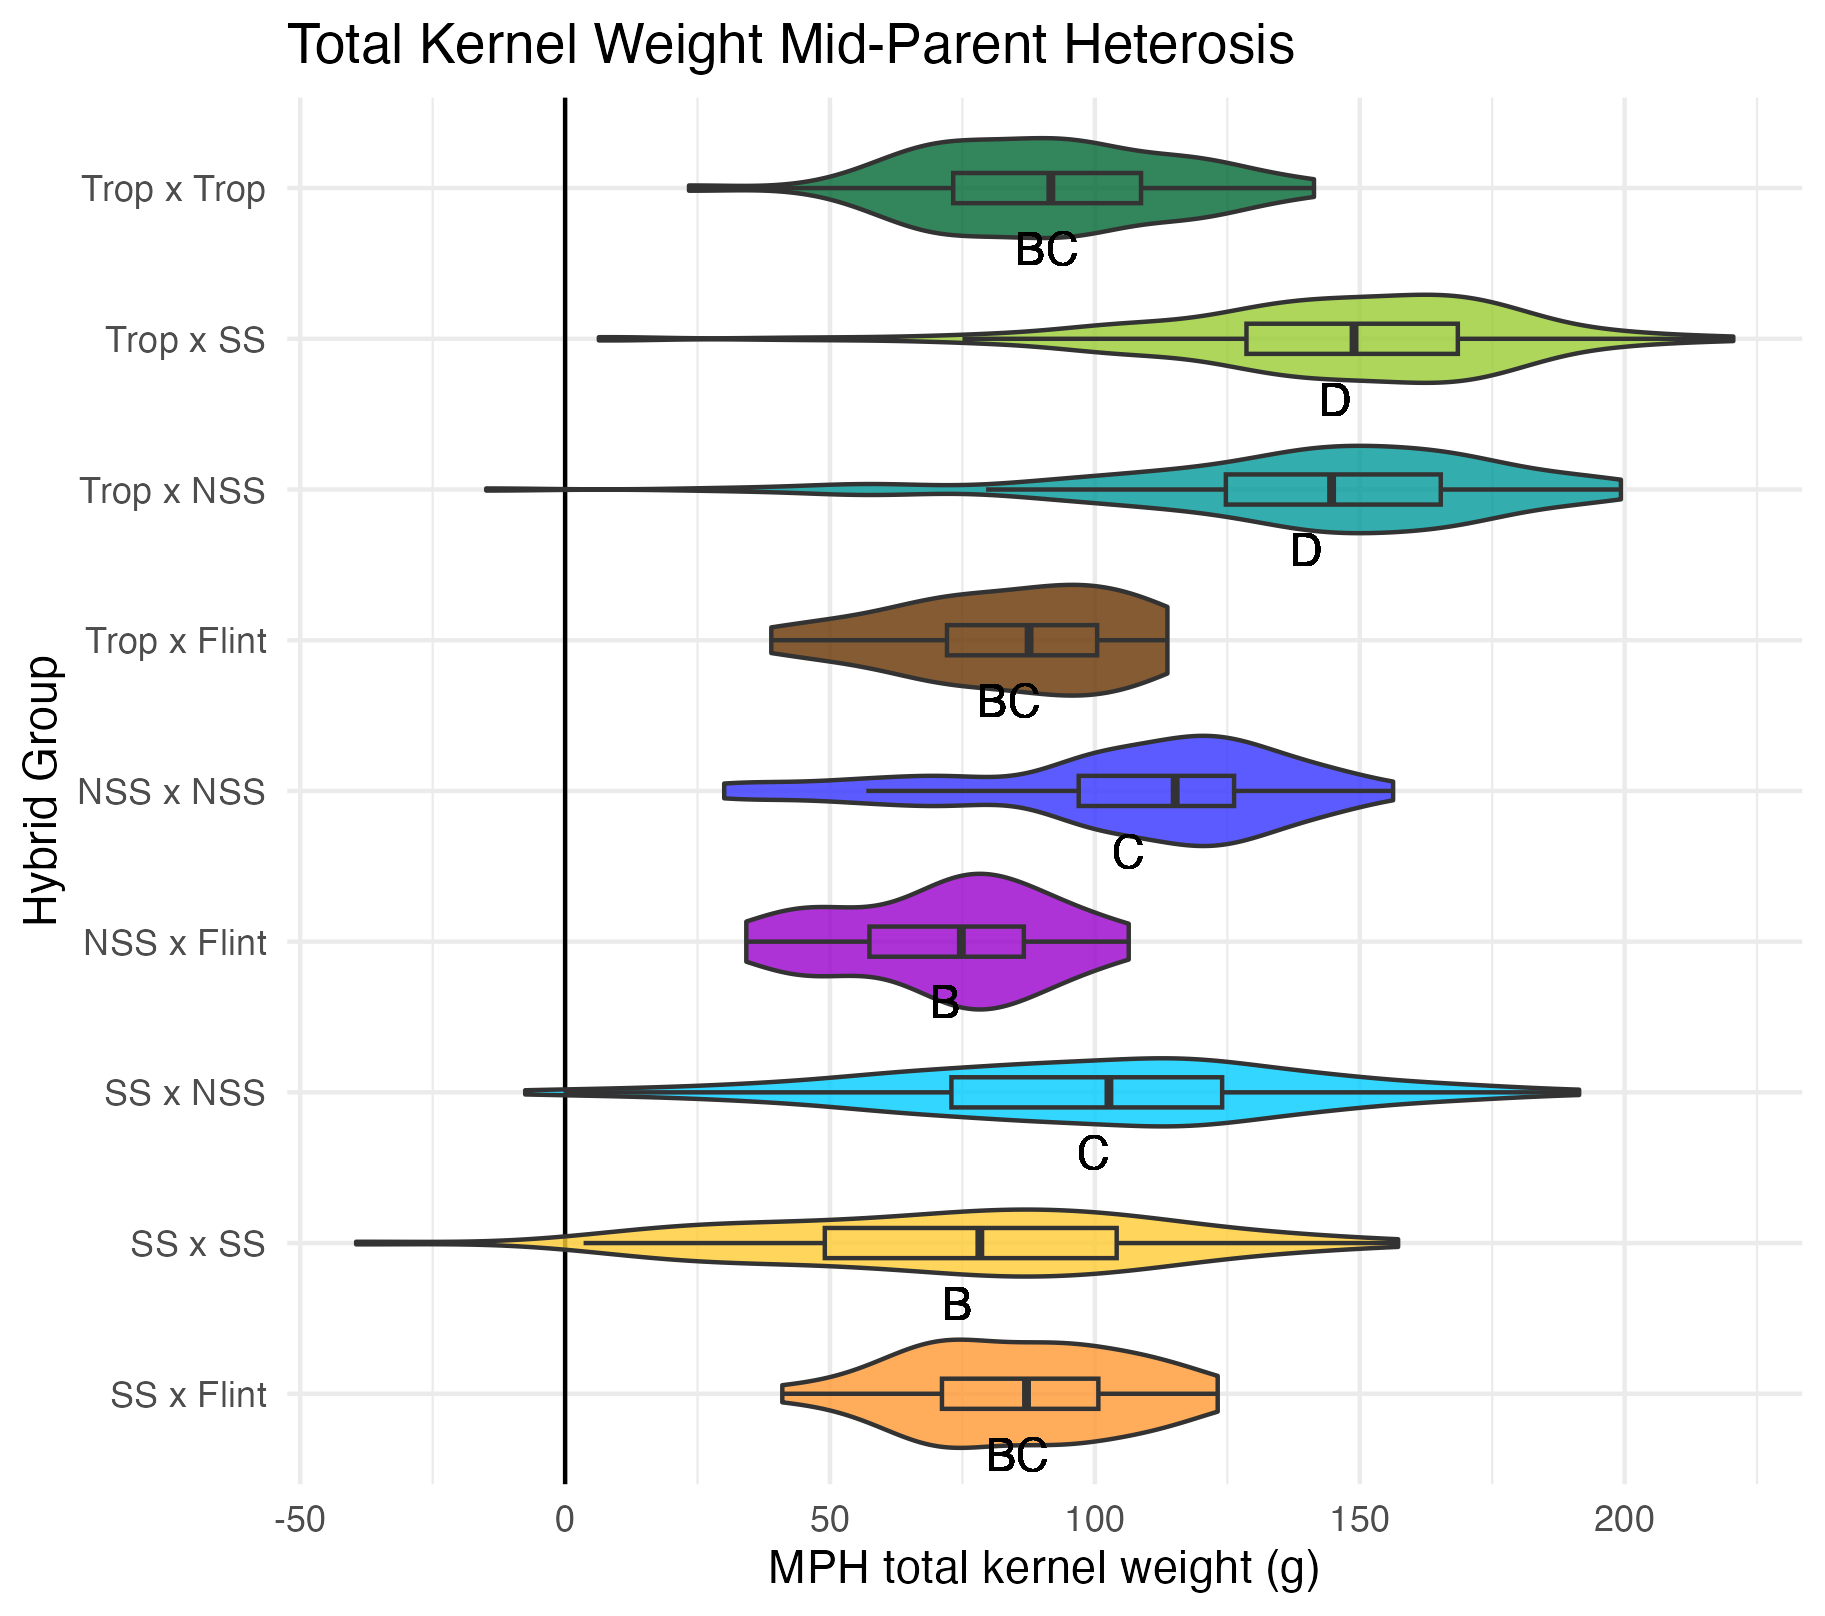 Total Kernel Weight Mid-Parent Heterosis
Hybrid Group
Trop x Trop
BC
Trop x SS
D
Trop x NSS
D
Trop x Flint
BC
NSS x NSS
C
NSS x Flint
B
SS x NSS
C
SS x SS
B
SS x Flint
BC
-50 0 50 100 150 200
MPH total kernel weight (g)